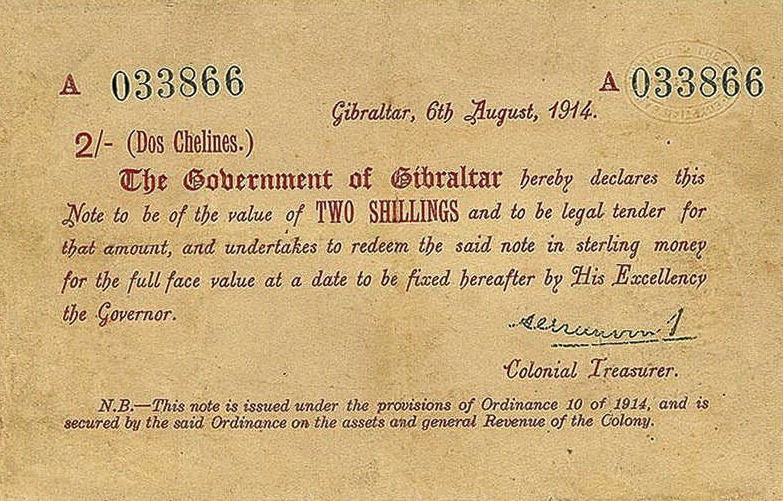 A 033866 A 033866
Gibraltar, 6th August, 1914.
2/- (Dos Chelines.)
The Government of Gibraltar hereby declares this
Note to be of the value of TWO SHILLINGS and to be legal tender for
that amount, and undertakes to redeem the said note in sterling money
for the full face value at a date to be fixed hereafter by His Excellency
the Governor.
Colonial Treasurer.
N.B.—This note is issued under the provisions of Ordinance 10 of 1914, and is
secured by the said Ordinance on the assets and general Revenue of the Colony.